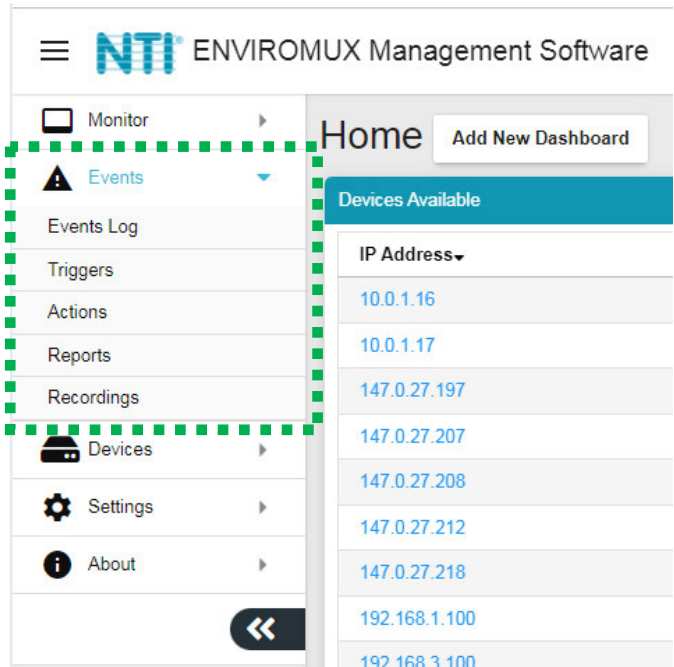 NTI ENVIROMUX Management Software
Monitor
Events
Events Log
Triggers
Actions
Reports
Recordings
Devices
Settings
About
Home Add New Dashboard
Devices Available
IP Address
10.0.1.16
10.0.1.17
147.0.27.197
147.0.27.207
147.0.27.208
147.0.27.212
147.0.27.218
192.168.1.100
192.168.3.100